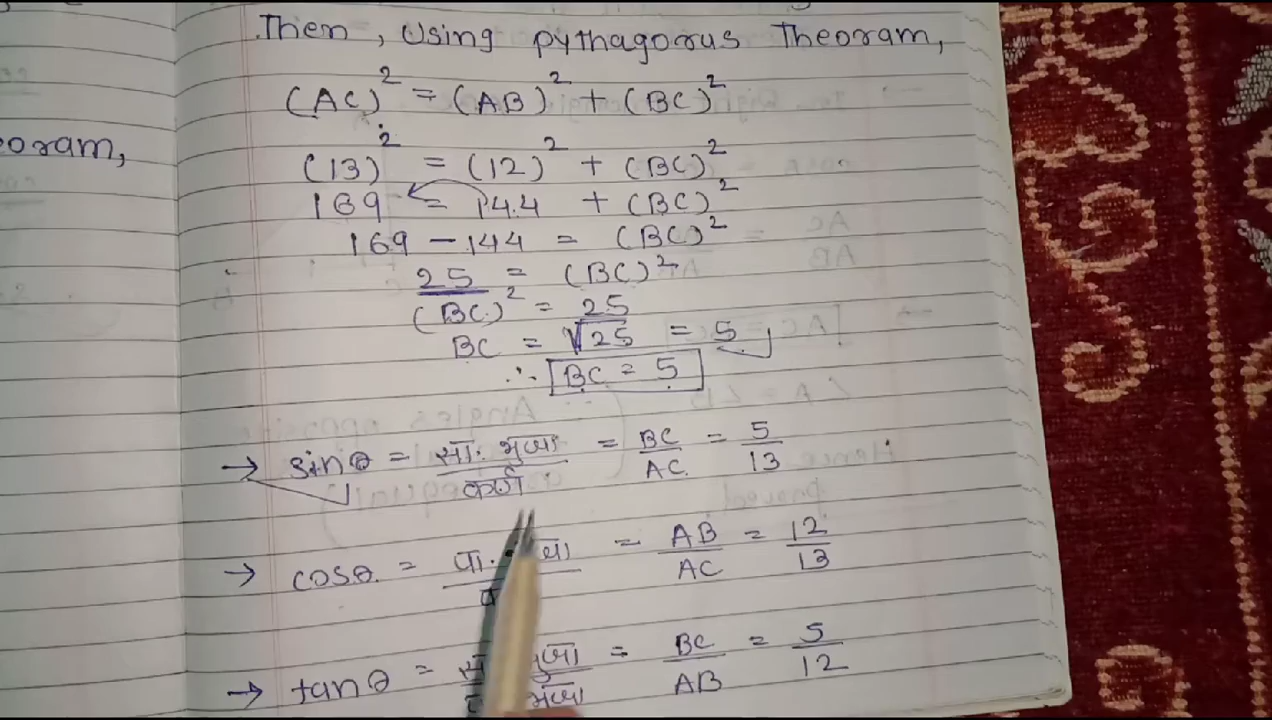 Then, Using pythagorus Theoram,
(AC)² = (AB)² + (BC)²
eoram,
(13)² = (12)² + (BC)²
169 = 144 + (BC)²
169 - 144 = (BC)²
25 = (BC)²
(BC)² = 25
BC = √25 = 5
∴ BC = 5
→ sinθ = सा. भुजा / कर्ण = BC / AC = 5 / 13
→ cosθ = = AB / AC = 12 / 13
→ tanθ = भुजा / भुजा = BC / AB = 5 / 12